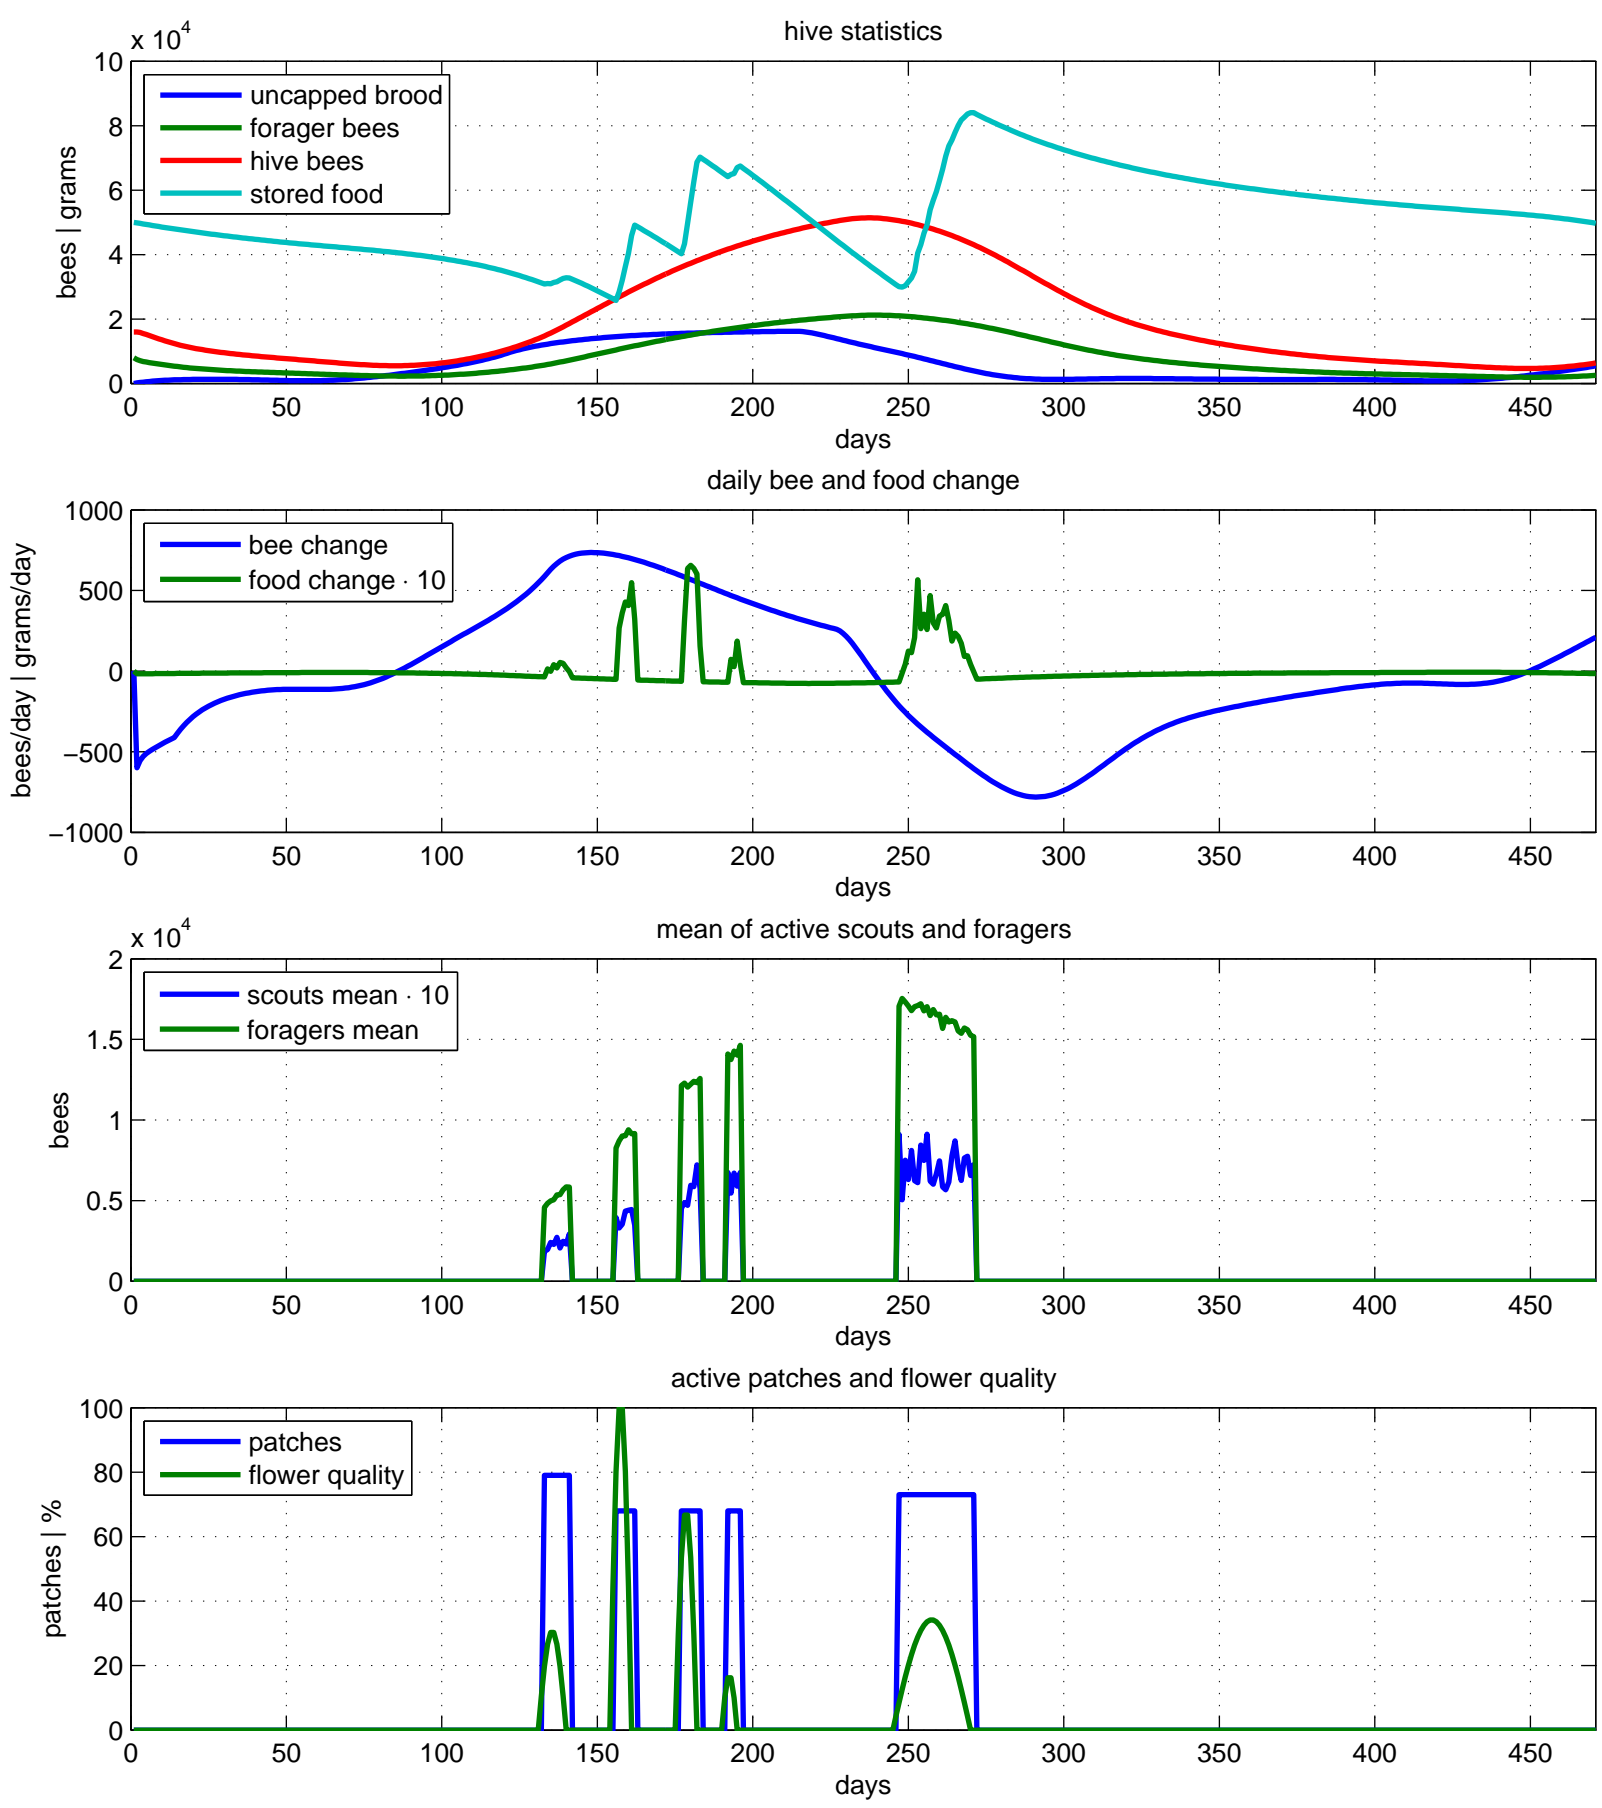 hive statistics
x 10^4
10
8
6
4
2
0
bees | grams
uncapped brood
forager bees
hive bees
stored food
0 50 100 150 200 250 300 350 400 450
days
daily bee and food change
1000
500
0
−500
−1000
bees/day | grams/day
bee change
food change · 10
0 50 100 150 200 250 300 350 400 450
days
mean of active scouts and foragers
x 10^4
2
1.5
1
0.5
0
bees
scouts mean · 10
foragers mean
0 50 100 150 200 250 300 350 400 450
days
active patches and flower quality
100
80
60
40
20
0
patches | %
patches
flower quality
0 50 100 150 200 250 300 350 400 450
days